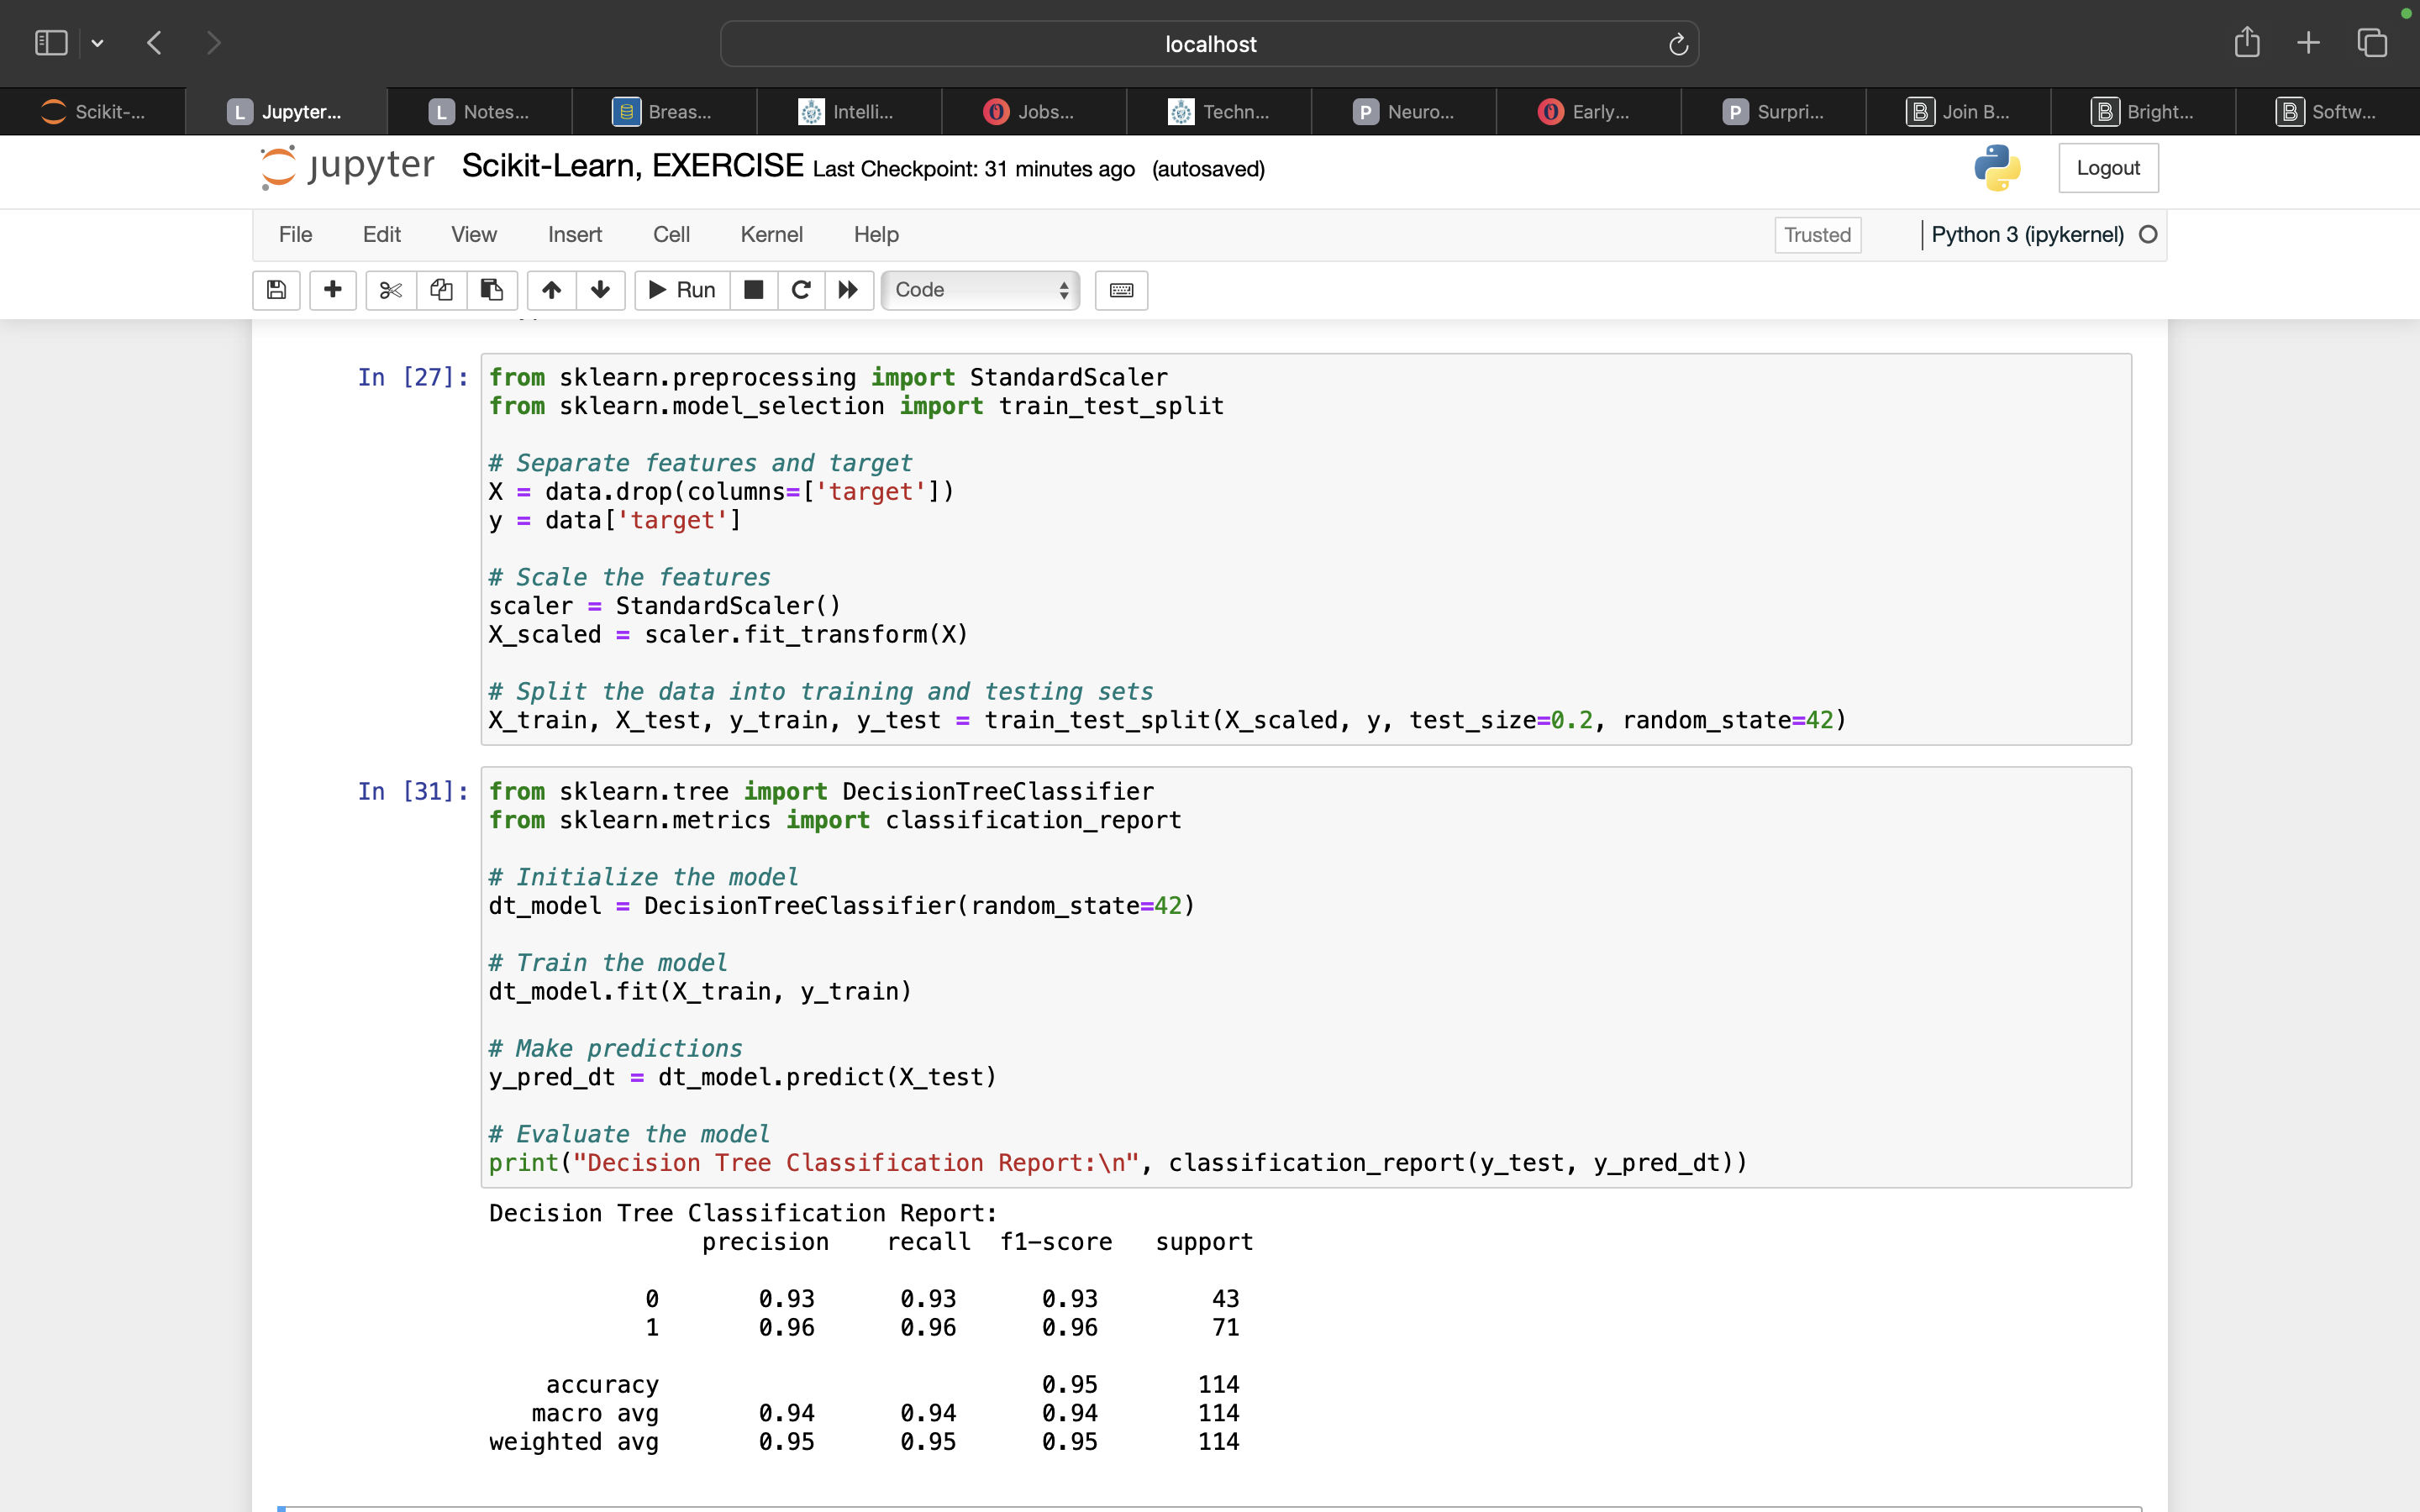 localhost
Scikit-...
L Jupyter...
L Notes...
Breas...
Intelli...
Jobs...
Techn...
P Neuro...
Early...
P Surpri...
B Join B...
B Bright...
B Softw...
jupyter Scikit-Learn, EXERCISE Last Checkpoint: 31 minutes ago (autosaved)
Logout
File Edit View Insert Cell Kernel Help
Trusted
Python 3 (ipykernel)
Run
Code
In [27]:
from sklearn.preprocessing import StandardScaler
from sklearn.model_selection import train_test_split
# Separate features and target
X = data.drop(columns=['target'])
y = data['target']
# Scale the features
scaler = StandardScaler()
X_scaled = scaler.fit_transform(X)
# Split the data into training and testing sets
X_train, X_test, y_train, y_test = train_test_split(X_scaled, y, test_size=0.2, random_state=42)
In [31]:
from sklearn.tree import DecisionTreeClassifier
from sklearn.metrics import classification_report
# Initialize the model
dt_model = DecisionTreeClassifier(random_state=42)
# Train the model
dt_model.fit(X_train, y_train)
# Make predictions
y_pred_dt = dt_model.predict(X_test)
# Evaluate the model
print("Decision Tree Classification Report:\n", classification_report(y_test, y_pred_dt))
Decision Tree Classification Report:
precision recall f1-score support
0 0.93 0.93 0.93 43
1 0.96 0.96 0.96 71
accuracy 0.95 114
macro avg 0.94 0.94 0.94 114
weighted avg 0.95 0.95 0.95 114